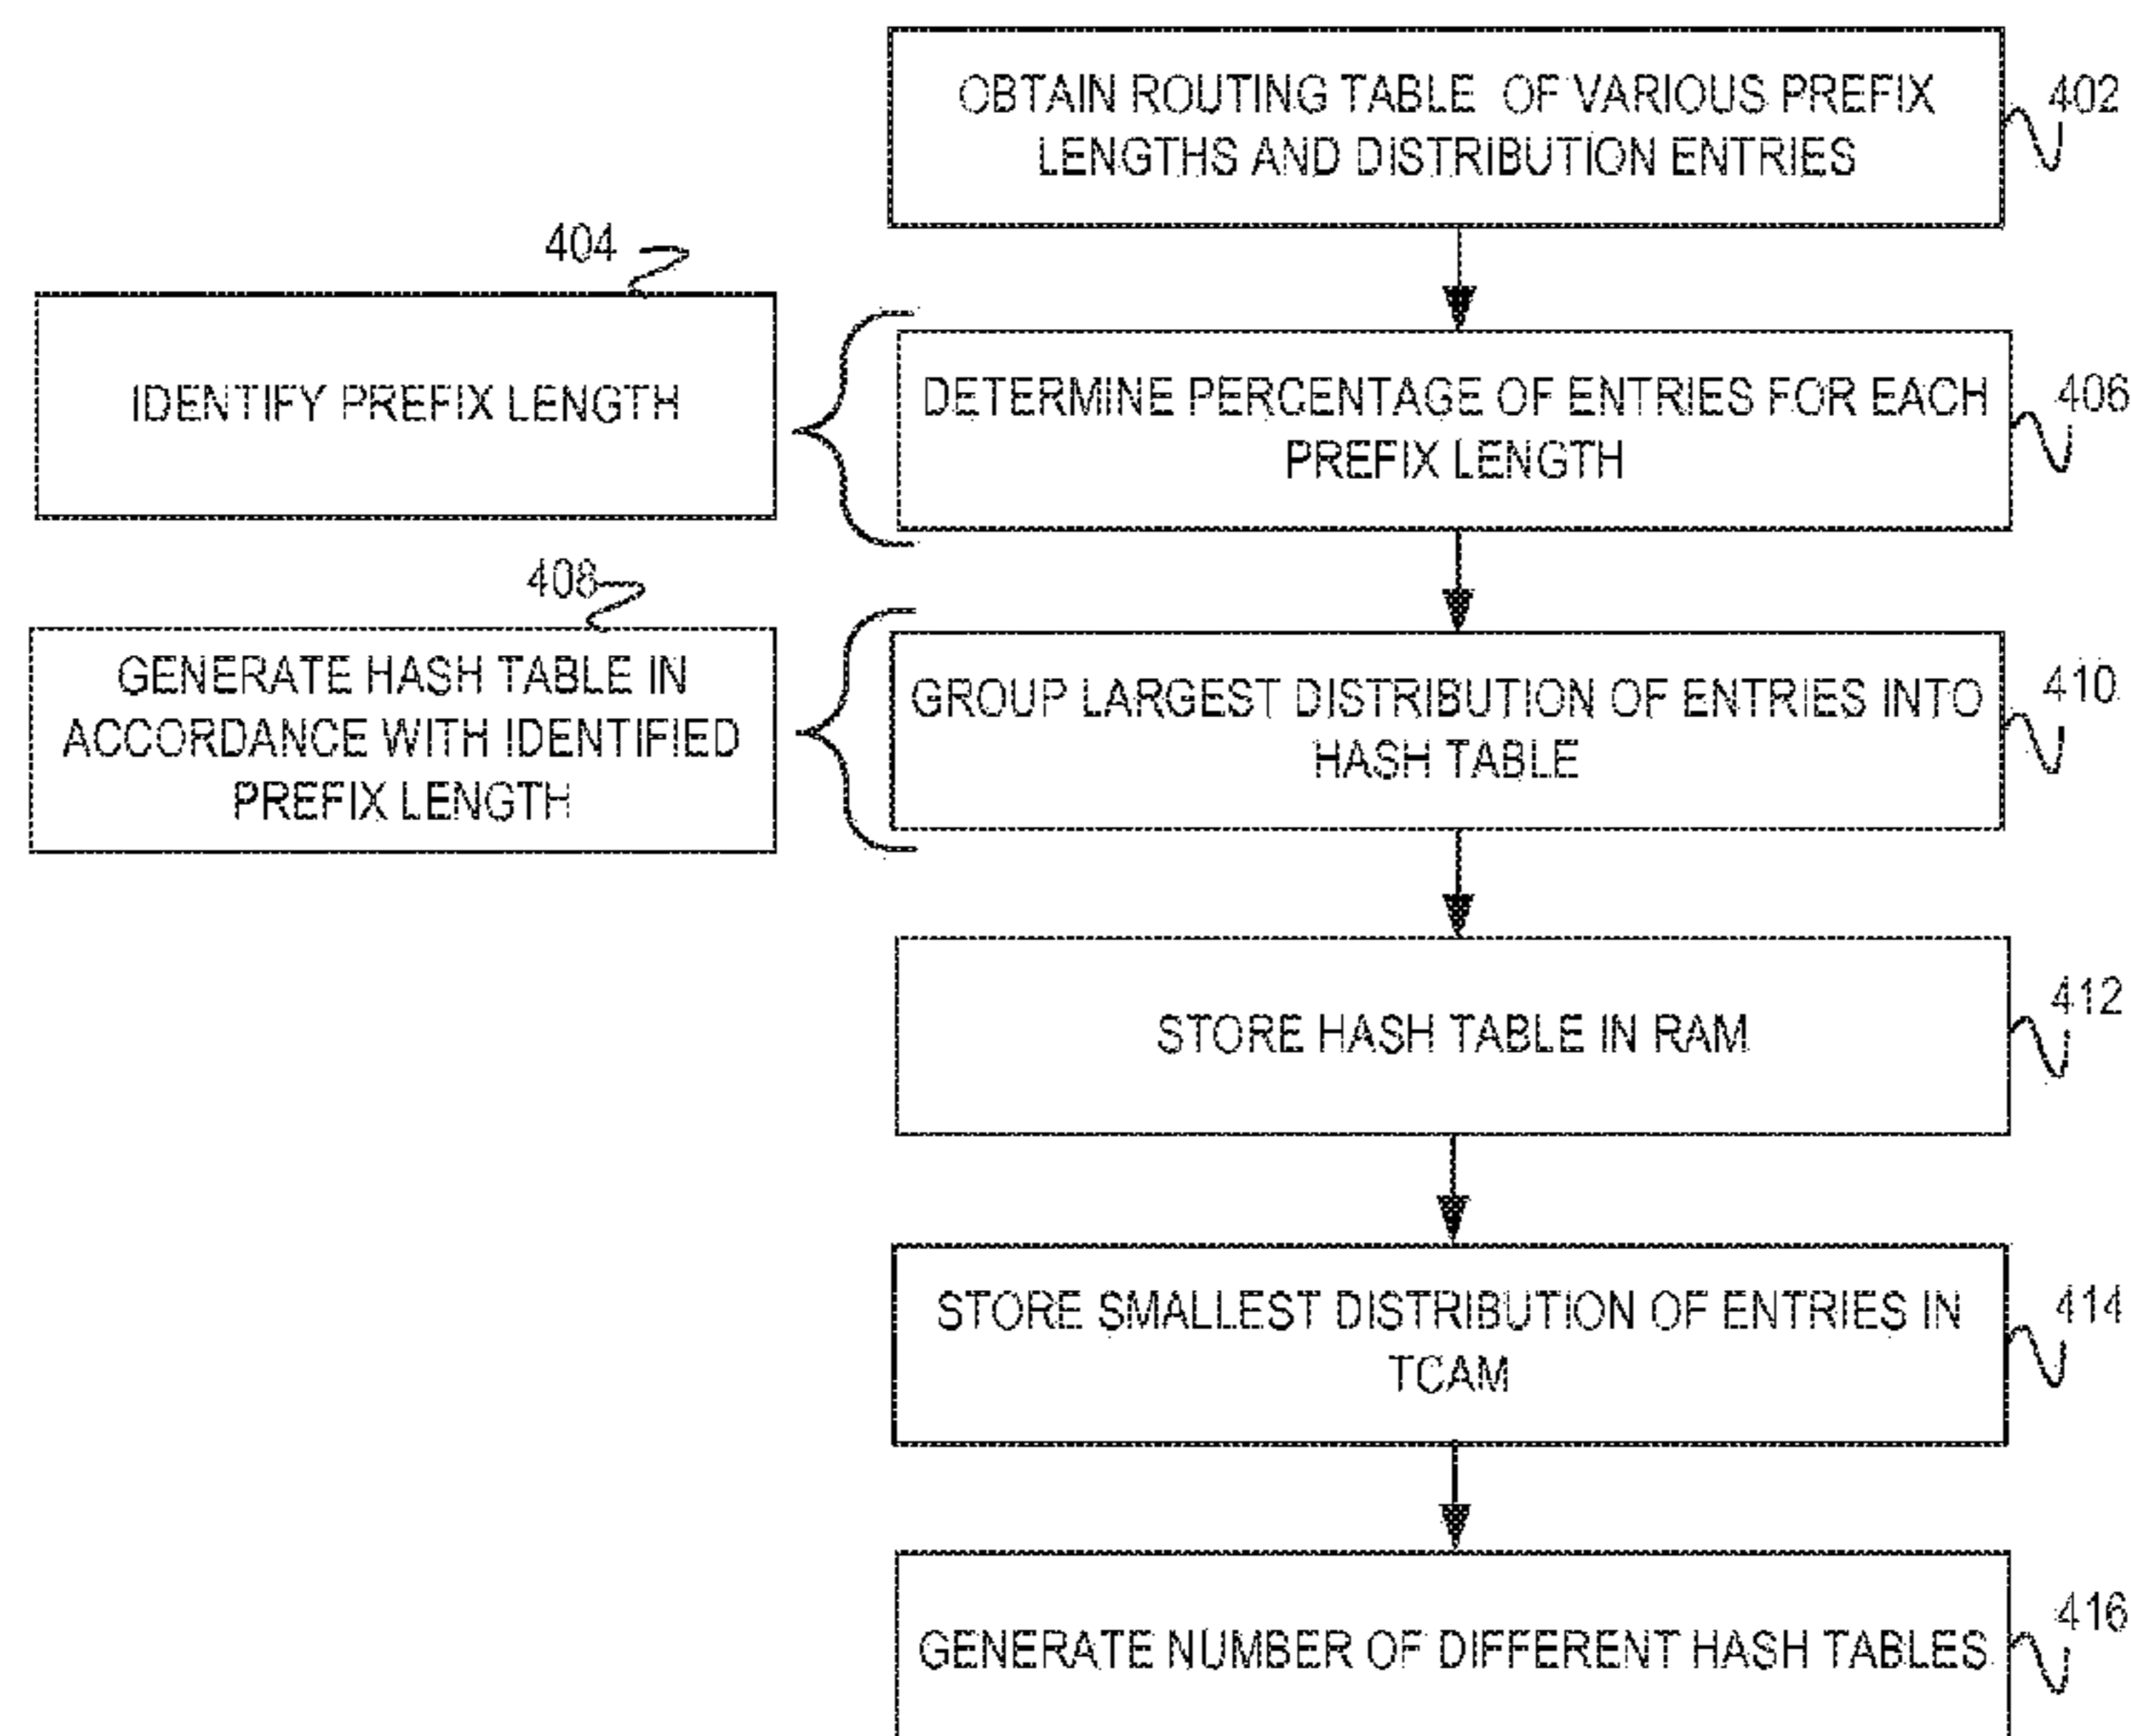 OBTAIN ROUTING TABLE OF VARIOUS PREFIX
LENGTHS AND DISTRIBUTION ENTRIES
402
404
IDENTIFY PREFIX LENGTH
DETERMINE PERCENTAGE OF ENTRIES FOR EACH
PREFIX LENGTH
406
408
GENERATE HASH TABLE IN
ACCORDANCE WITH IDENTIFIED
PREFIX LENGTH
GROUP LARGEST DISTRIBUTION OF ENTRIES INTO
HASH TABLE
410
STORE HASH TABLE IN RAM
412
STORE SMALLEST DISTRIBUTION OF ENTRIES IN
TCAM
414
GENERATE NUMBER OF DIFFERENT HASH TABLES
416